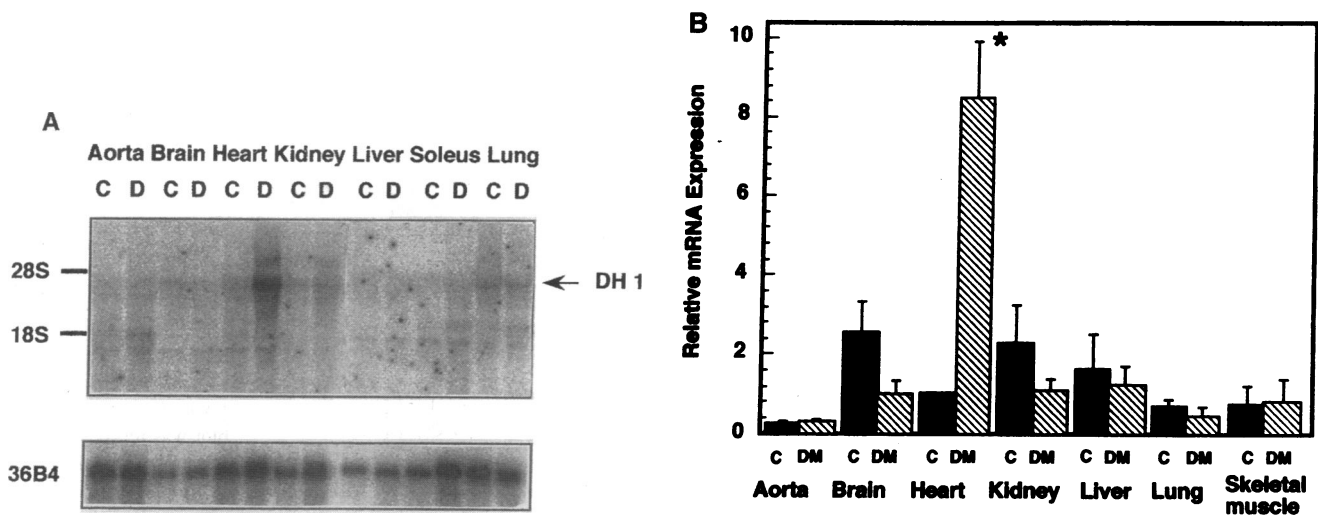 A
Aorta Brain Heart Kidney Liver Soleus Lung
C D C D C D C D C D C D C D
28S
DH 1
18S
36B4
B
Relative mRNA Expression
10
8
6
4
2
0
*
C DM C DM C DM C DM C DM C DM C DM
Aorta Brain Heart Kidney Liver Lung Sketetal
muscle